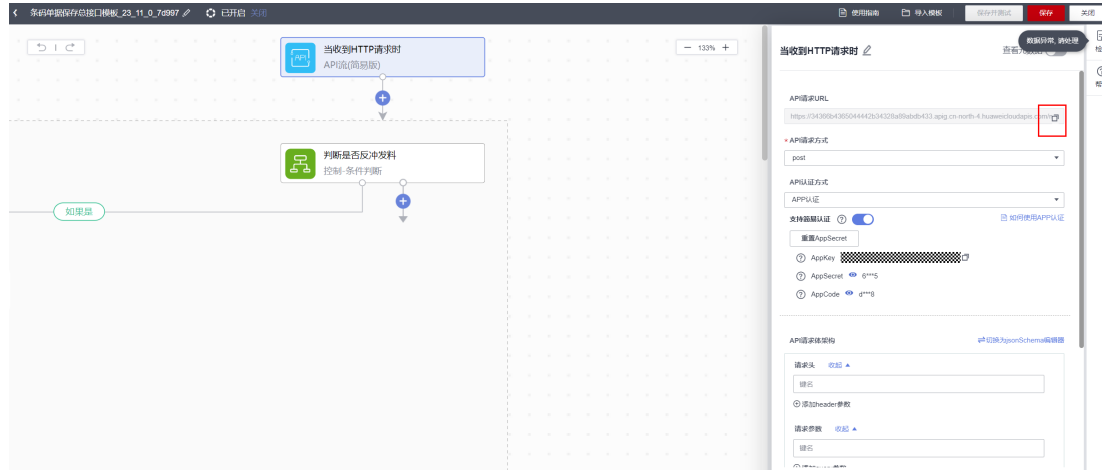 条码单据保存总接口模板_23_11_0_7d997 已开启 关闭 使用指南 导入模板 保存并测试 保存 关闭
数据异常, 请处理
133%
当收到HTTP请求时
API流(简易版)
API
判断是否反冲发料
控制-条件判断
如果是
当收到HTTP请求时
API请求URL
* API请求方式
post
API认证方式
APP认证
支持简易认证 如何使用APP认证
重置AppSecret
AppKey
AppSecret 6***5
AppCode d***8
API请求体架构 切换为jsonSchema编辑器
请求头 收起
键名
添加header参数
请求参数 收起
键名